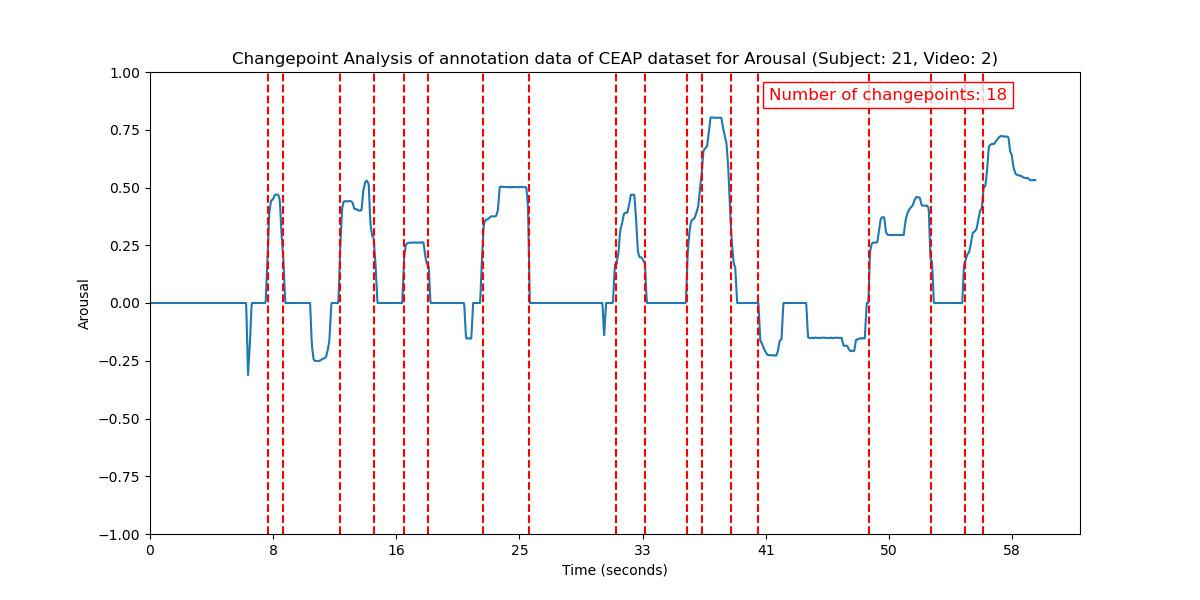 Changepoint Analysis of annotation data of CEAP dataset for Arousal (Subject: 21, Video: 2)
Number of changepoints: 18
1.00
0.75
0.50
0.25
0.00
−0.25
−0.50
−0.75
−1.00
Arousal
0 8 16 25 33 41 50 58
Time (seconds)